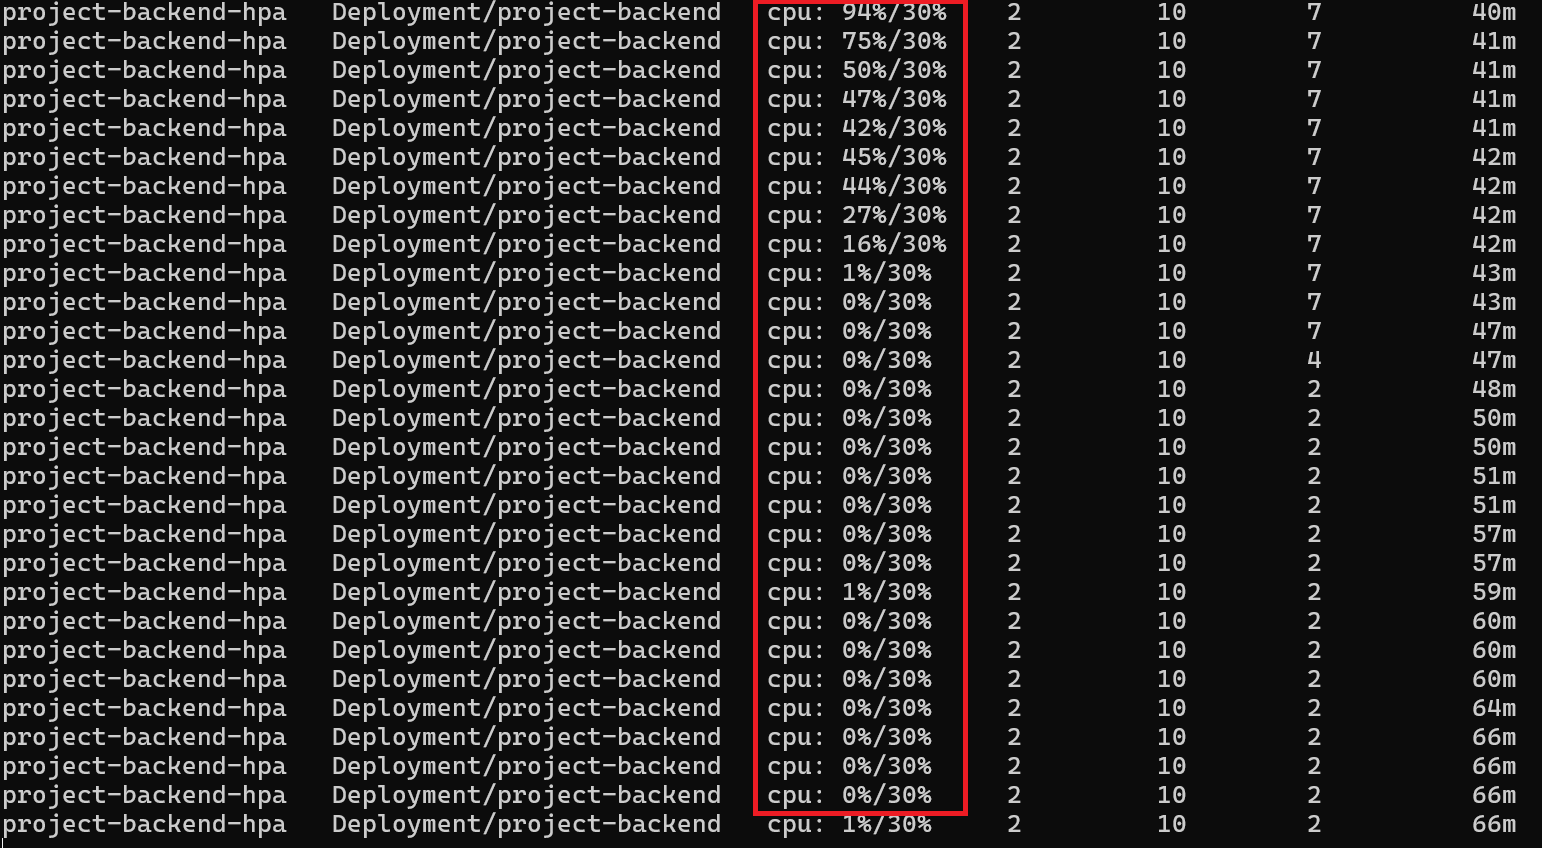 project-backend-hpa Deployment/project-backend cpu: 94%/30% 2 10 7 40m
project-backend-hpa Deployment/project-backend cpu: 75%/30% 2 10 7 41m
project-backend-hpa Deployment/project-backend cpu: 50%/30% 2 10 7 41m
project-backend-hpa Deployment/project-backend cpu: 47%/30% 2 10 7 41m
project-backend-hpa Deployment/project-backend cpu: 42%/30% 2 10 7 41m
project-backend-hpa Deployment/project-backend cpu: 45%/30% 2 10 7 42m
project-backend-hpa Deployment/project-backend cpu: 44%/30% 2 10 7 42m
project-backend-hpa Deployment/project-backend cpu: 27%/30% 2 10 7 42m
project-backend-hpa Deployment/project-backend cpu: 16%/30% 2 10 7 42m
project-backend-hpa Deployment/project-backend cpu: 1%/30% 2 10 7 43m
project-backend-hpa Deployment/project-backend cpu: 0%/30% 2 10 7 43m
project-backend-hpa Deployment/project-backend cpu: 0%/30% 2 10 7 47m
project-backend-hpa Deployment/project-backend cpu: 0%/30% 2 10 4 47m
project-backend-hpa Deployment/project-backend cpu: 0%/30% 2 10 2 48m
project-backend-hpa Deployment/project-backend cpu: 0%/30% 2 10 2 50m
project-backend-hpa Deployment/project-backend cpu: 0%/30% 2 10 2 50m
project-backend-hpa Deployment/project-backend cpu: 0%/30% 2 10 2 51m
project-backend-hpa Deployment/project-backend cpu: 0%/30% 2 10 2 51m
project-backend-hpa Deployment/project-backend cpu: 0%/30% 2 10 2 57m
project-backend-hpa Deployment/project-backend cpu: 0%/30% 2 10 2 57m
project-backend-hpa Deployment/project-backend cpu: 1%/30% 2 10 2 59m
project-backend-hpa Deployment/project-backend cpu: 0%/30% 2 10 2 60m
project-backend-hpa Deployment/project-backend cpu: 0%/30% 2 10 2 60m
project-backend-hpa Deployment/project-backend cpu: 0%/30% 2 10 2 60m
project-backend-hpa Deployment/project-backend cpu: 0%/30% 2 10 2 64m
project-backend-hpa Deployment/project-backend cpu: 0%/30% 2 10 2 66m
project-backend-hpa Deployment/project-backend cpu: 0%/30% 2 10 2 66m
project-backend-hpa Deployment/project-backend cpu: 0%/30% 2 10 2 66m
project-backend-hpa Deployment/project-backend cpu: 1%/30% 2 10 2 66m